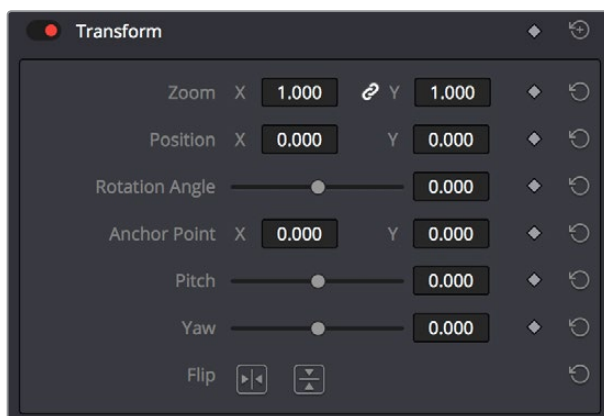 Transform
Zoom X 1.000 Y 1.000
Position X 0.000 Y 0.000
Rotation Angle 0.000
Anchor Point X 0.000 Y 0.000
Pitch 0.000
Yaw 0.000
Flip